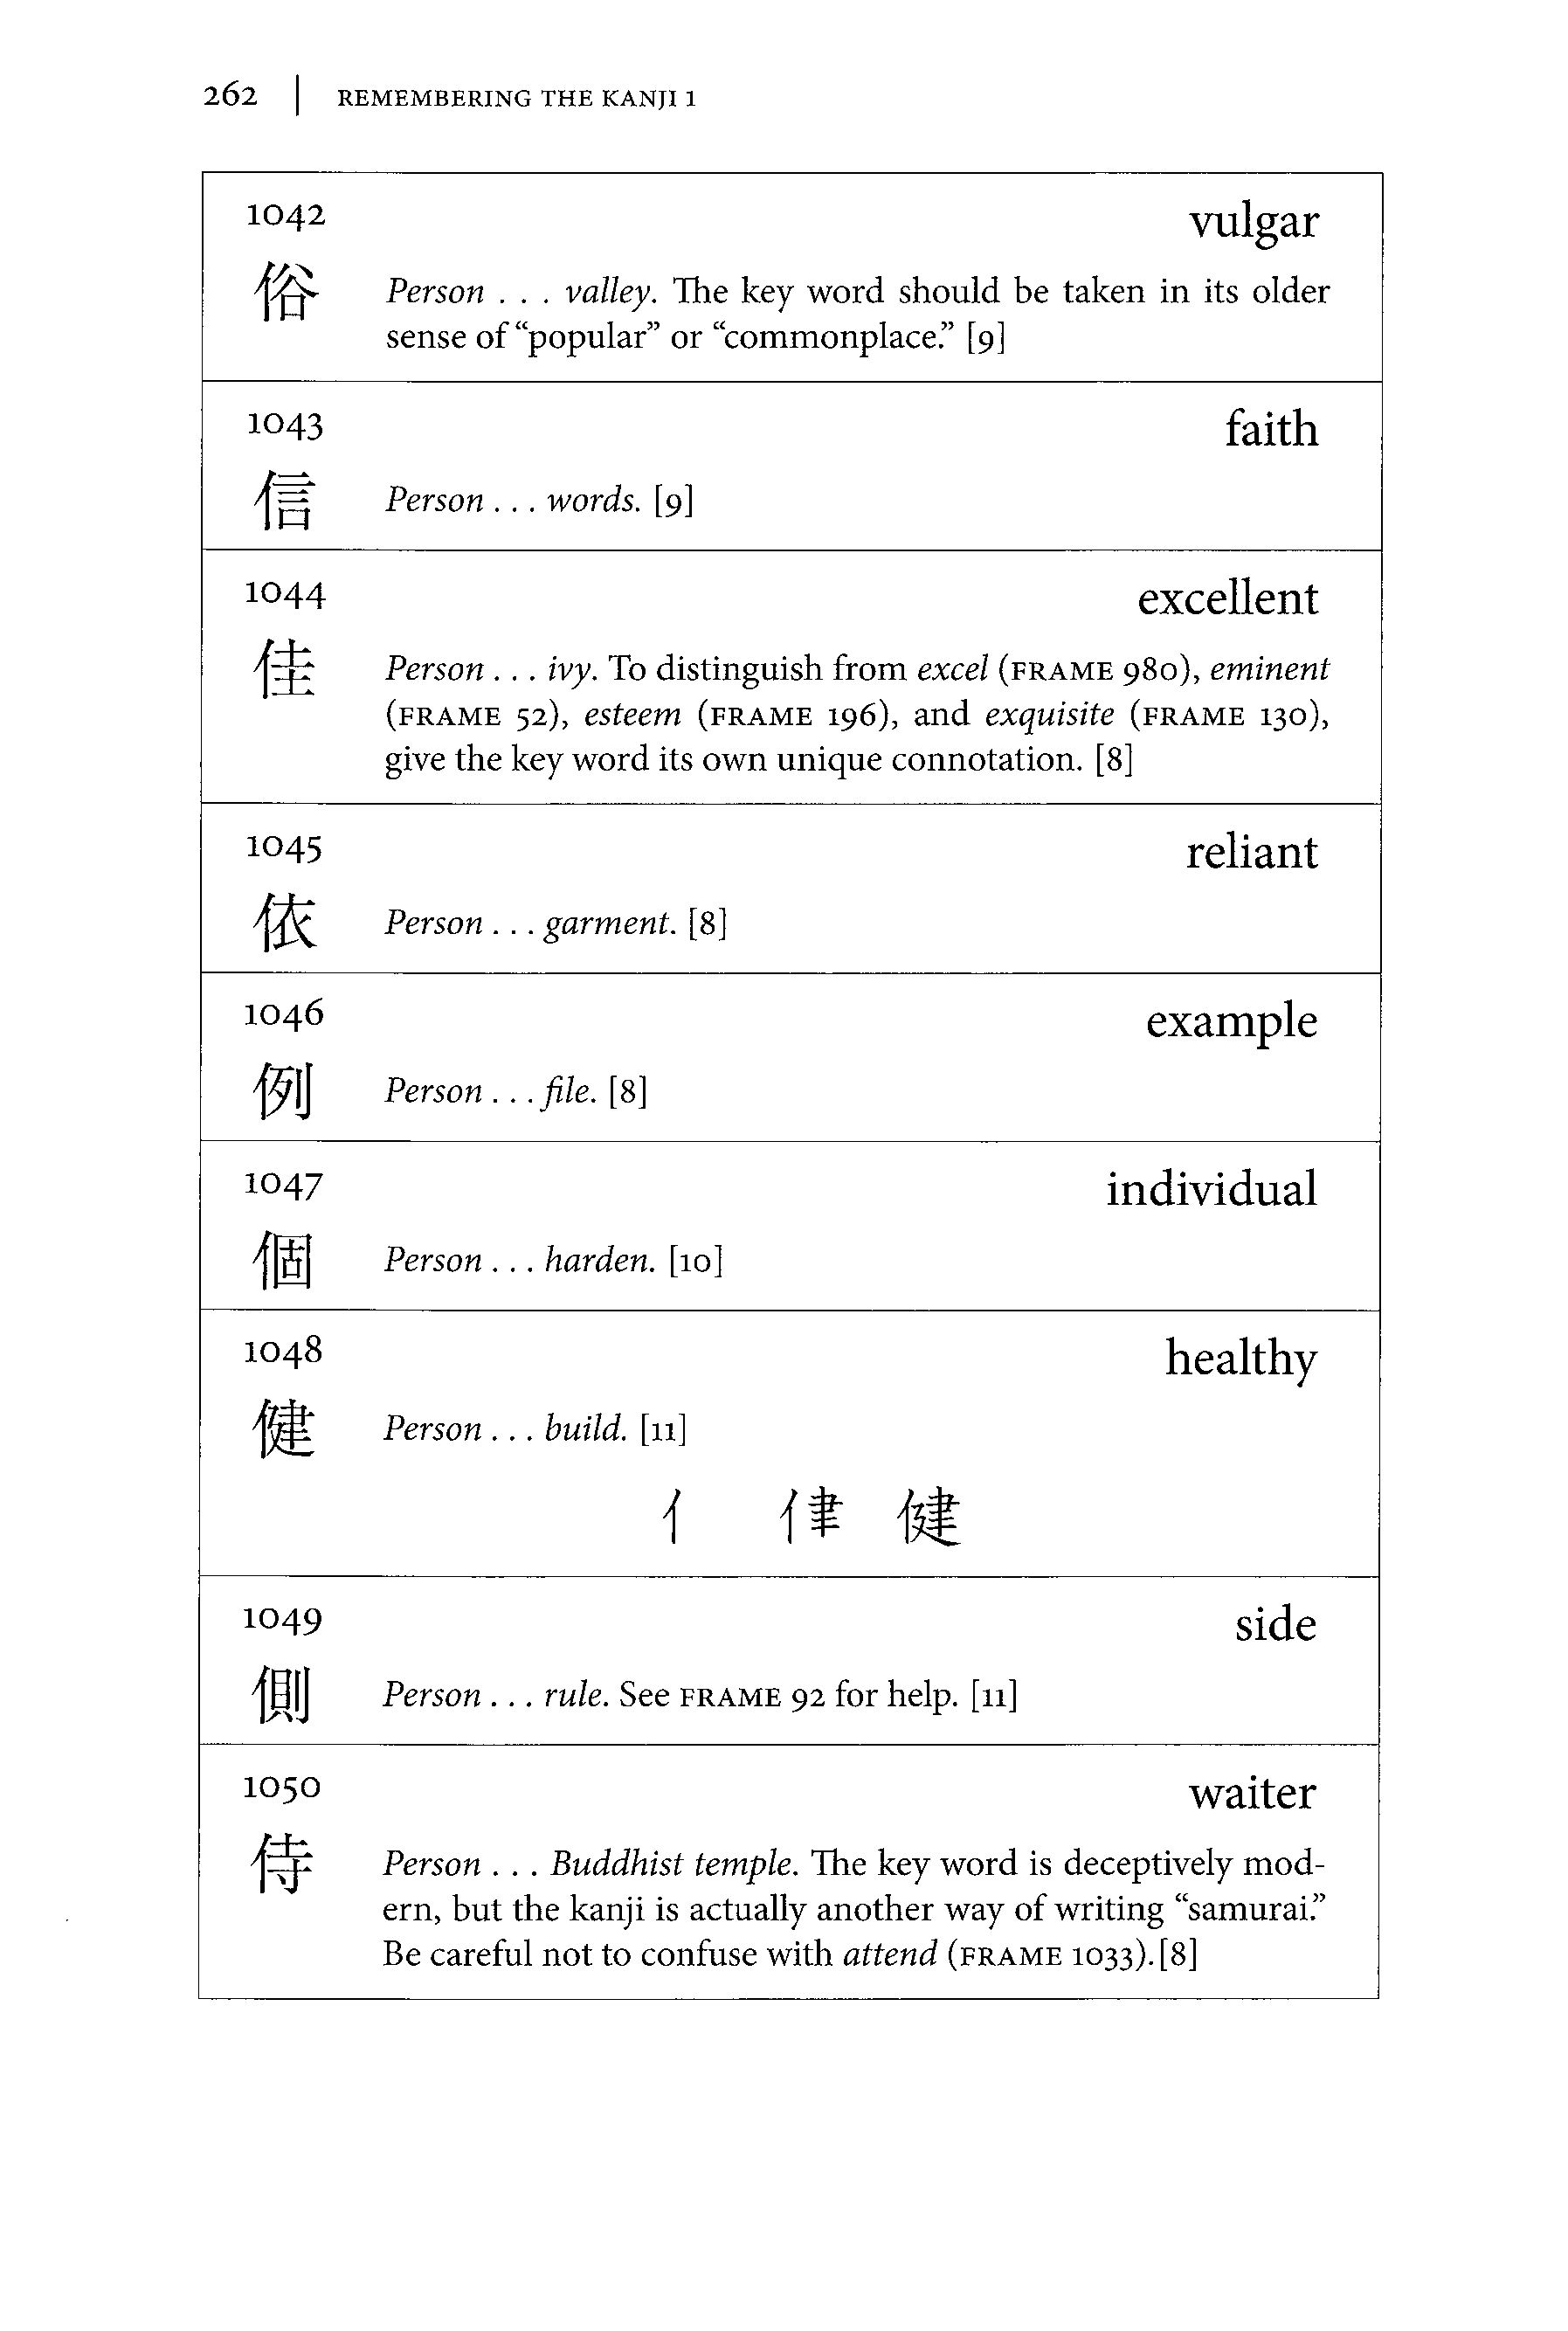 262 | REMEMBERING THE KANJI 1
1042 vulgar
俗 Person . . . valley. The key word should be taken in its older
sense of “popular” or “commonplace.” [9]
1043 faith
信 Person . . . words. [9]
1044 excellent
佳 Person . . . ivy. To distinguish from excel (FRAME 980), eminent
(FRAME 52), esteem (FRAME 196), and exquisite (FRAME 130),
give the key word its own unique connotation. [8]
1045 reliant
依 Person . . . garment. [8]
1046 example
例 Person . . . file. [8]
1047 individual
個 Person . . . harden. [10]
1048 healthy
健 Person . . . build. [11]
亻 侓 健
1049 side
側 Person . . . rule. See FRAME 92 for help. [11]
1050 waiter
侍 Person . . . Buddhist temple. The key word is deceptively mod-
ern, but the kanji is actually another way of writing “samurai.”
Be careful not to confuse with attend (FRAME 1033).[8]